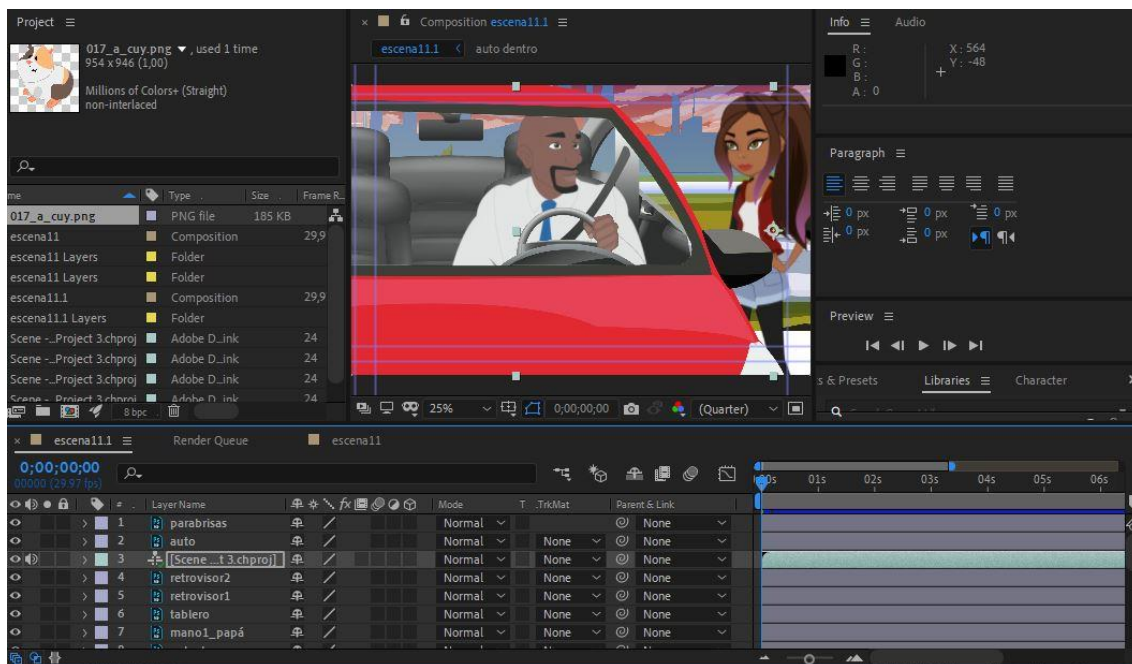 Project
017_a_cuy.png ▼ , used 1 time
954 x 946 (1,00)
Millions of Colors+ (Straight)
non-interlaced
me Type Size Frame R..
017_a_cuy.png PNG file 185 KB
escena11 Composition 29,9
escena11 Layers Folder
escena11 Layers Folder
escena11.1 Composition 29,9
escena11.1 Layers Folder
Scene -...Project 3.chproj Adobe D...ink 24
Scene -...Project 3.chproj Adobe D...ink 24
Scene -...Project 3.chproj Adobe D...ink 24
Scene -...Project 3.chproj Adobe D...ink 24
8 bpc
× Composition escena11.1
escena11.1 < auto dentro
25% 0;00;00;00 (Quarter)
Info Audio
R : X : 564
G : Y : -48
B :
A : 0
Paragraph
0 px 0 px 0 px
0 px 0 px
Preview
s & Presets Libraries Character
× escena11.1 Render Queue escena11
0;00;00;00
00000 (29.97 fps)
# . Layer Name Mode T .TrkMat Parent & Link
1 parabrisas Normal None
2 auto Normal None None
3 [Scene ...t 3.chproj] Normal None None
4 retrovisor2 Normal None None
5 retrovisor1 Normal None None
6 tablero Normal None None
7 mano1_papá Normal None None
01s 02s 03s 04s 05s 06s